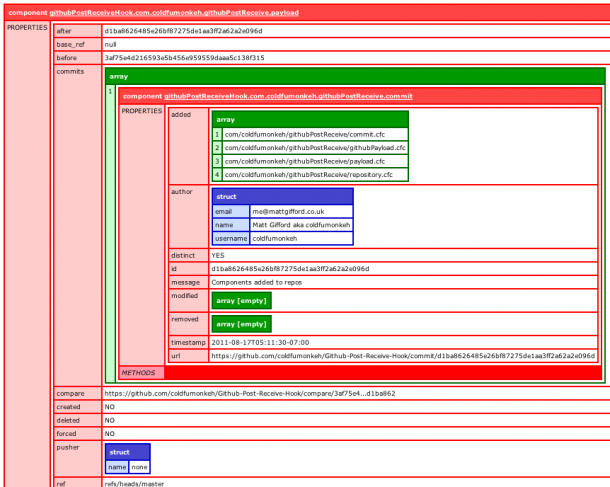 component githubPostReceiveHook.com.coldfumonkeh.githubPostReceive.payload
PROPERTIES
after d1ba8626485e26bf87275de1aa3ff2a62a2e096d
base_ref null
before 3af75e4d216593e5b456e959559daaa5c138f315
commits
array
1
component githubPostReceiveHook.com.coldfumonkeh.githubPostReceive.commit
PROPERTIES
added
array
1 com/coldfumonkeh/githubPostReceive/commit.cfc
2 com/coldfumonkeh/githubPostReceive/githubPayload.cfc
3 com/coldfumonkeh/githubPostReceive/payload.cfc
4 com/coldfumonkeh/githubPostReceive/repository.cfc
author
struct
email me@mattgifford.co.uk
name Matt Gifford aka coldfumonkeh
username coldfumonkeh
distinct YES
id d1ba8626485e26bf87275de1aa3ff2a62a2e096d
message Components added to repos
modified
array [empty]
removed
array [empty]
timestamp 2011-08-17T05:11:30-07:00
url https://github.com/coldfumonkeh/Github-Post-Receive-Hook/commit/d1ba8626485e26bf87275de1aa3ff2a62a2e096d
METHODS
compare https://github.com/coldfumonkeh/Github-Post-Receive-Hook/compare/3af75e4...d1ba862
created NO
deleted NO
forced NO
pusher
struct
name none
ref refs/heads/master